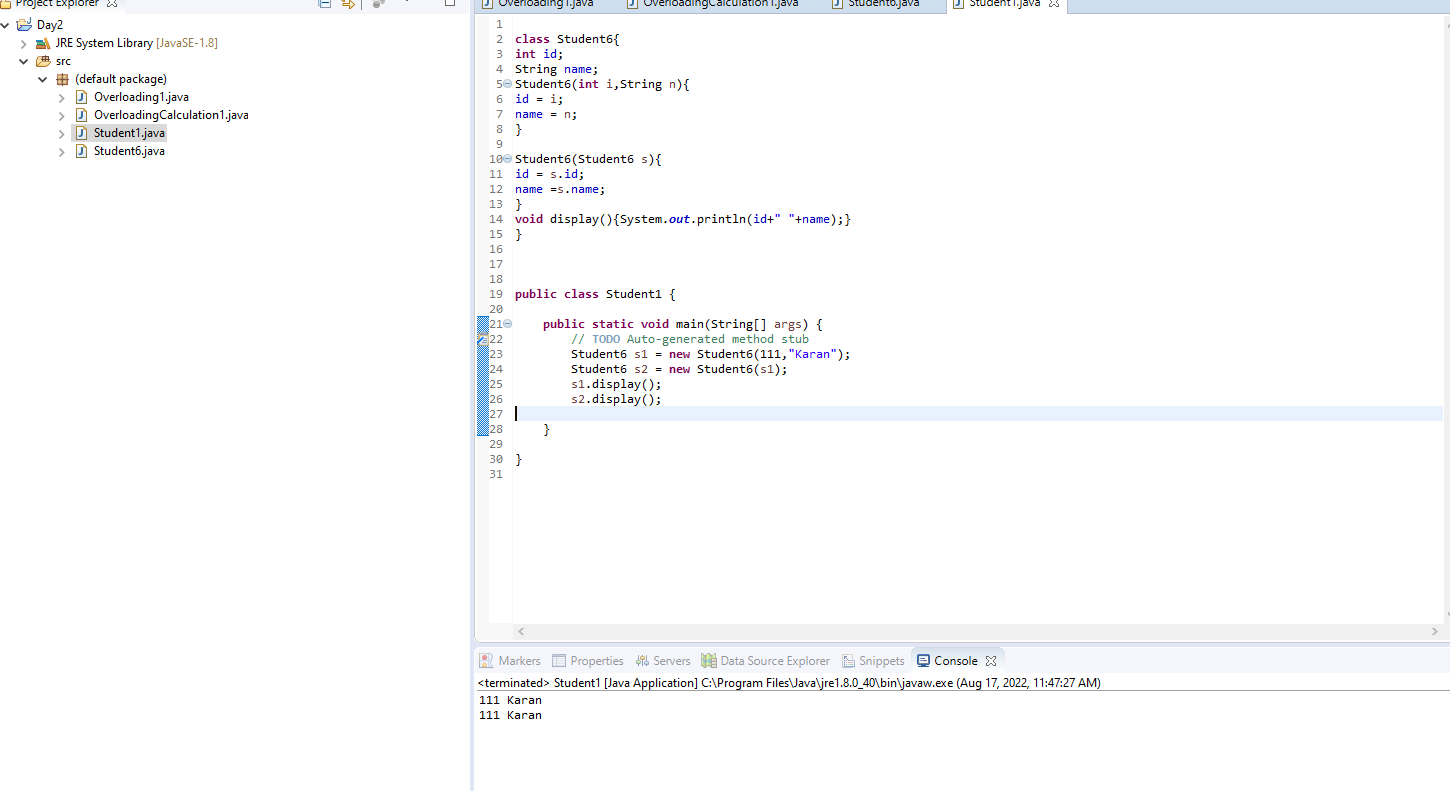 Project Explorer
Day2
JRE System Library [JavaSE-1.8]
src
(default package)
Overloading1.java
OverloadingCalculation1.java
Student1.java
Student6.java
Overloading1.java OverloadingCalculation1.java Student6.java Student1.java
1
2 class Student6{
3 int id;
4 String name;
5 Student6(int i,String n){
6 id = i;
7 name = n;
8 }
9
10 Student6(Student6 s){
11 id = s.id;
12 name =s.name;
13 }
14 void display(){System.out.println(id+" "+name);}
15 }
16
17
18
19 public class Student1 {
20
21 public static void main(String[] args) {
22 // TODO Auto-generated method stub
23 Student6 s1 = new Student6(111,"Karan");
24 Student6 s2 = new Student6(s1);
25 s1.display();
26 s2.display();
27
28 }
29
30 }
31
Markers Properties Servers Data Source Explorer Snippets Console
<terminated> Student1 [Java Application] C:\Program Files\Java\jre1.8.0_40\bin\javaw.exe (Aug 17, 2022, 11:47:27 AM)
111 Karan
111 Karan